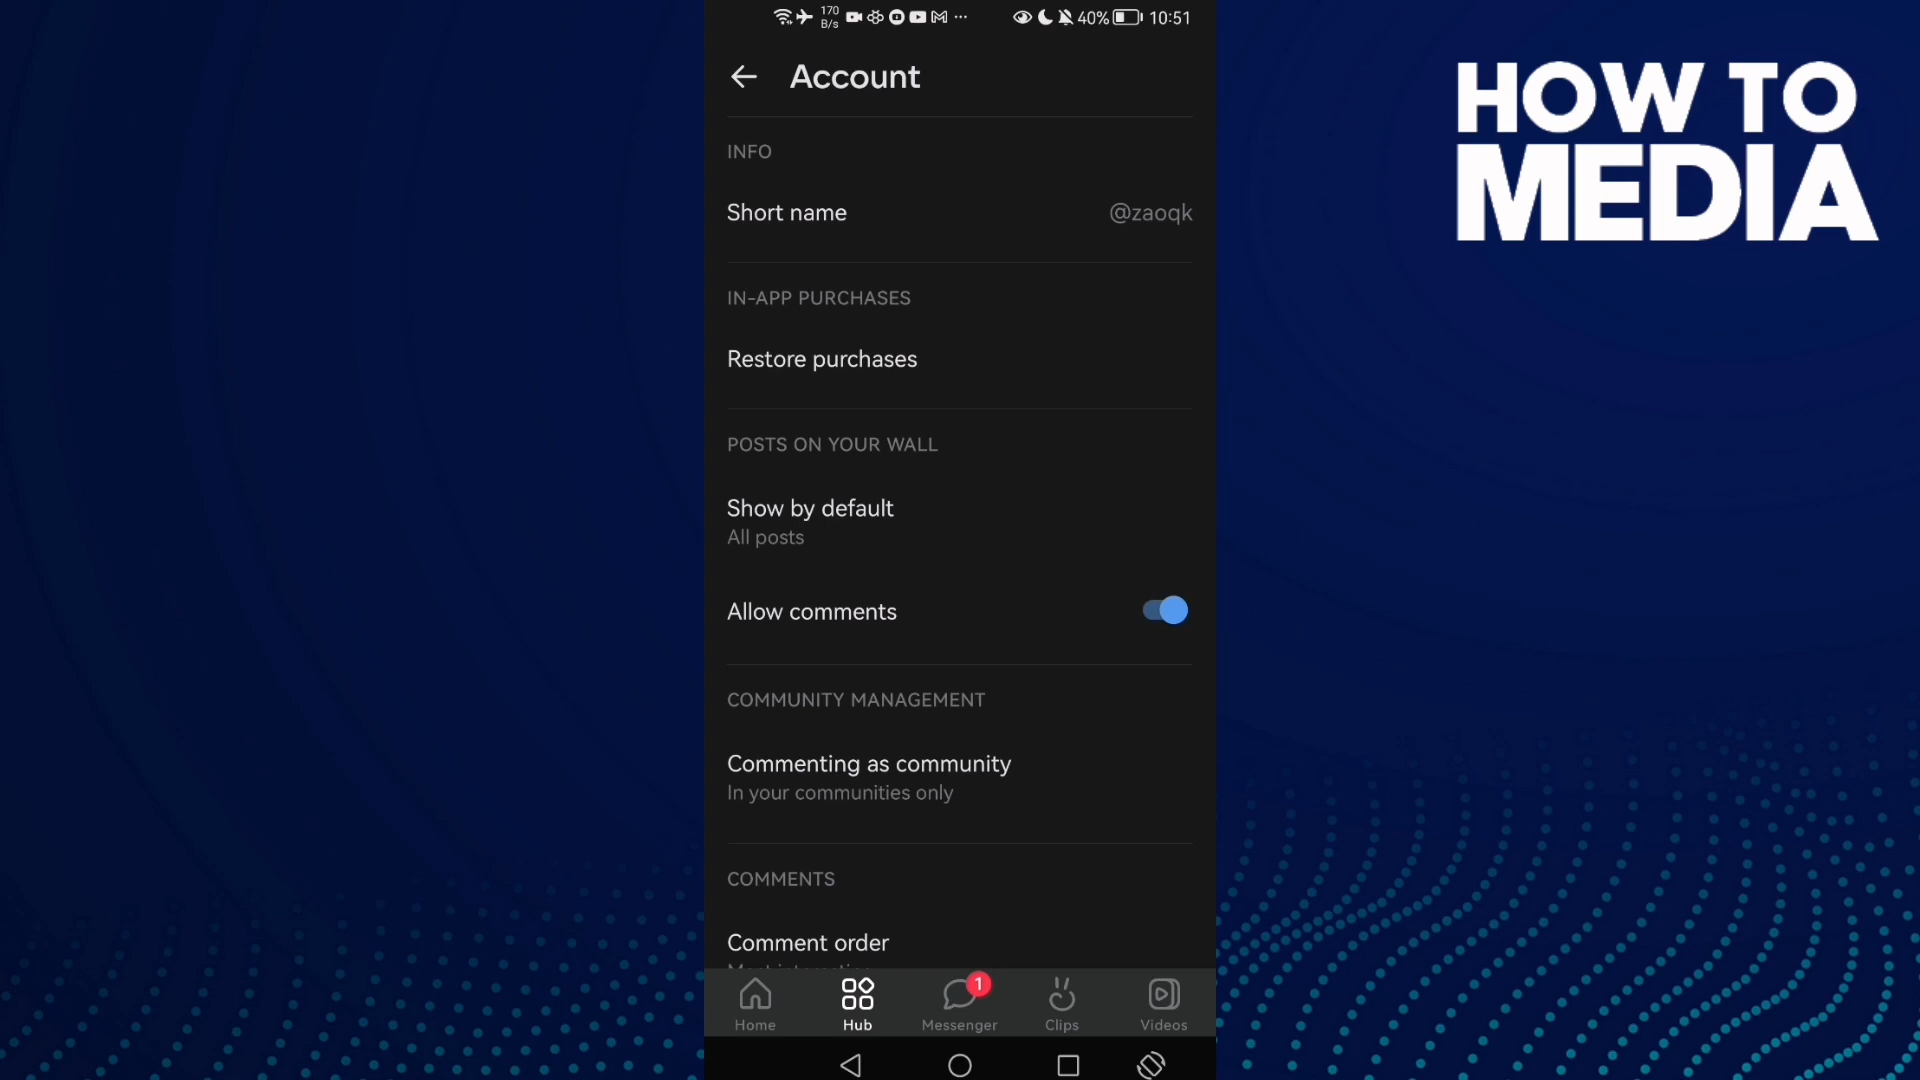 170
B/s
40%
10:51
Account
HOW TO
MEDIA
INFO
Short name
@zaoqk
IN-APP PURCHASES
Restore purchases
POSTS ON YOUR WALL
Show by default
All posts
Allow comments
COMMUNITY MANAGEMENT
Commenting as community
In your communities only
COMMENTS
Comment order
1
Home
Hub
Messenger
Clips
Videos